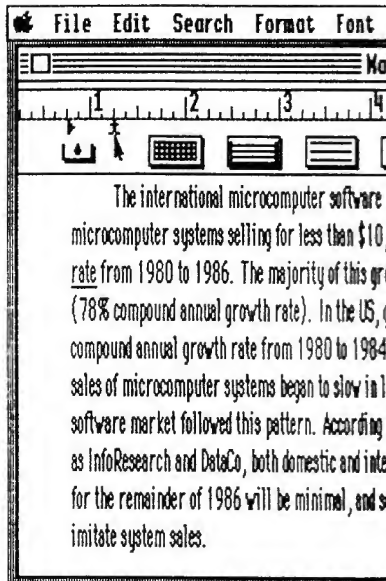 File Edit Search Format Font
Ma
1 2 3 4
The international microcomputer software
microcomputer systems selling for less than $10,
rate from 1980 to 1986. The majority of this gr
(78% compound annual growth rate). In the US, g
compound annual growth rate from 1980 to 1984
sales of microcomputer systems began to slow in l
software market followed this pattern. According
as InfoResearch and DataCo, both domestic and inte
for the remainder of 1986 will be minimal, and s
imitate system sales.